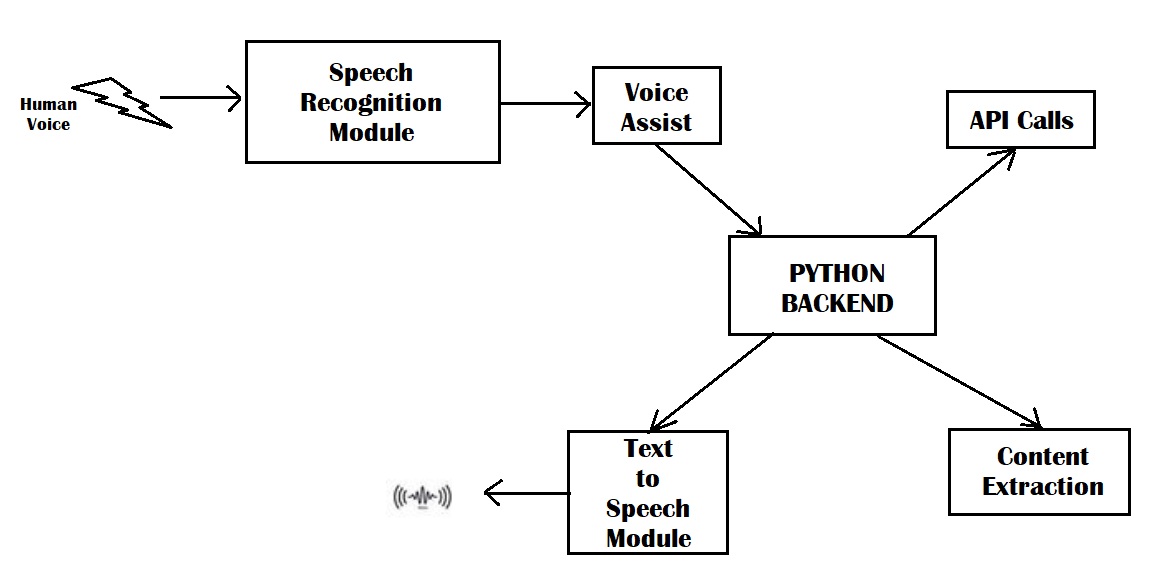 Human
Voice
Speech
Recognition
Module
Voice
Assist
API Calls
PYTHON
BACKEND
Text
to
Speech
Module
Content
Extraction